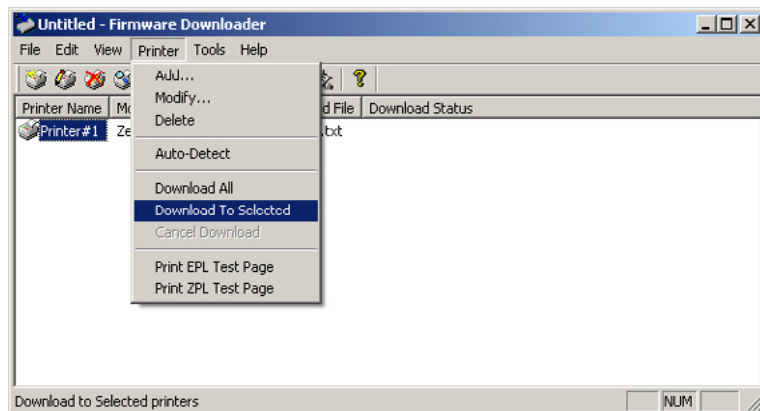 Untitled - Firmware Downloader
File Edit View Printer Tools Help
Add...
Modify...
Printer Name d File Download Status
Delete
Printer#1 Ze .txt
Auto-Detect
Download All
Download To Selected
Cancel Download
Print EPL Test Page
Print ZPL Test Page
Download to Selected printers NUM